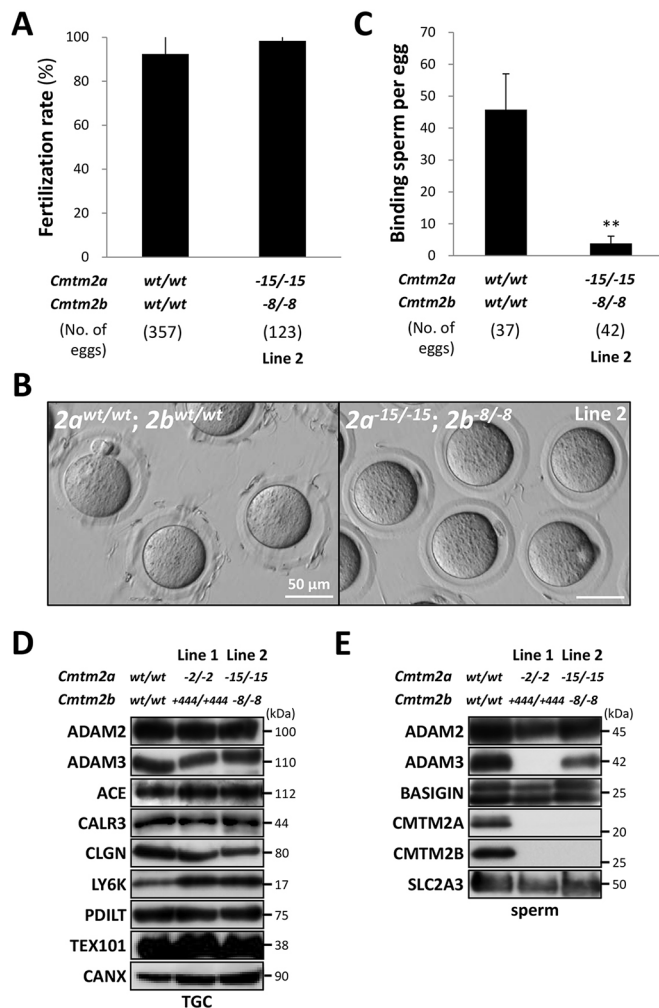 A
Fertilization rate (%)
100
80
60
40
20
0
Cmtm2a wt/wt -15/-15
Cmtm2b wt/wt -8/-8
(No. of eggs) (357) (123)
Line 2
C
Binding sperm per egg
70
60
50
40
30
20
10
0
**
Cmtm2a wt/wt -15/-15
Cmtm2b wt/wt -8/-8
(No. of eggs) (37) (42)
Line 2
B
2a wt/wt; 2b wt/wt
50 μm
2a -15/-15; 2b -8/-8
Line 2
D
Line 1 Line 2
Cmtm2a wt/wt -2/-2 -15/-15
Cmtm2b wt/wt +444/+444 -8/-8
(kDa)
ADAM2 100
ADAM3 110
ACE 112
CALR3 44
CLGN 80
LY6K 17
PDILT 75
TEX101 38
CANX 90
TGC
E
Line 1 Line 2
Cmtm2a wt/wt -2/-2 -15/-15
Cmtm2b wt/wt +444/+444 -8/-8
(kDa)
ADAM2 45
ADAM3 42
BASIGIN 25
CMTM2A 20
CMTM2B 25
SLC2A3 50
sperm